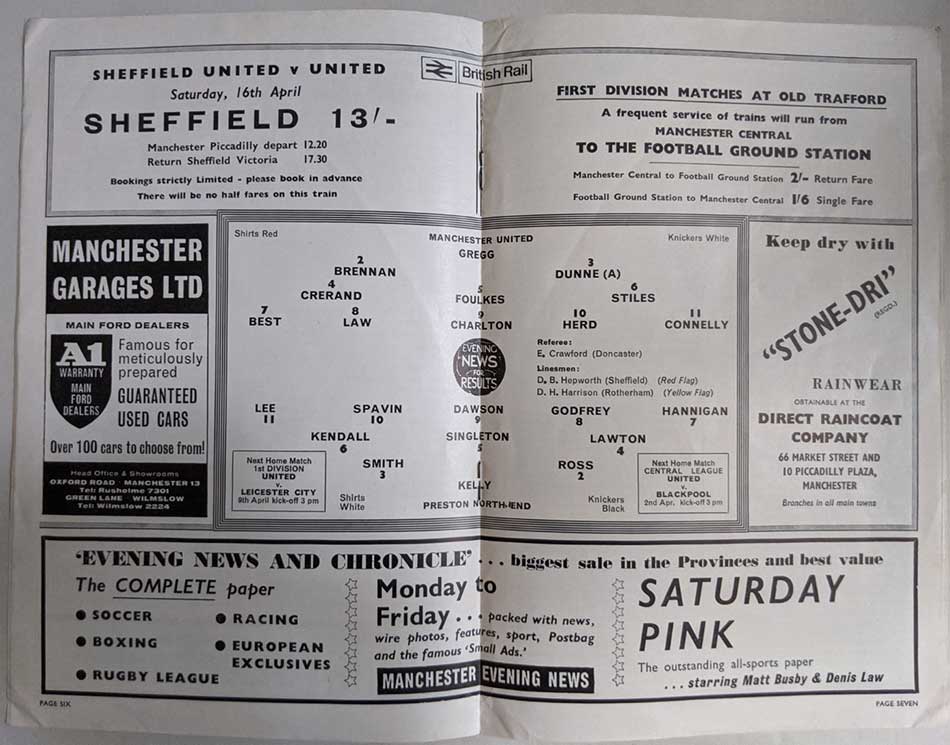 SHEFFIELD UNITED v UNITED
Saturday, 16th April
SHEFFIELD 13/-
Manchester Piccadilly depart 12.20
Return Sheffield Victoria 17.30
Bookings strictly Limited - please book in advance
There will be no half fares on this train
British Rail
FIRST DIVISION MATCHES AT OLD TRAFFORD
A frequent service of trains will run from
MANCHESTER CENTRAL
TO THE FOOTBALL GROUND STATION
Manchester Central to Football Ground Station 2/- Return Fare
Football Ground Station to Manchester Central 1/6 Single Fare
MANCHESTER
GARAGES LTD
MAIN FORD DEALERS
A1
WARRANTY
MAIN
FORD
DEALERS
Famous for
meticulously
prepared
GUARANTEED
USED CARS
Over 100 cars to choose from!
Head Office & Showrooms
OXFORD ROAD MANCHESTER 13
Tel: Rusholme 7301
GREEN LANE WILMSLOW
Tel: Wilmslow 2224
Shirts Red
MANCHESTER UNITED
Knickers White
GREGG
2
BRENNAN
3
DUNNE (A)
4
CRERAND
5
FOULKES
6
STILES
7
BEST
8
LAW
9
CHARLTON
10
HERD
11
CONNELLY
EVENING
NEWS
FOR
RESULTS
Referee:
E. Crawford (Doncaster)
Linesmen:
D. B. Hepworth (Sheffield) (Red Flag)
D. H. Harrison (Rotherham) (Yellow Flag)
LEE
11
SPAVIN
10
DAWSON
9
GODFREY
8
HANNIGAN
7
KENDALL
6
SINGLETON
5
LAWTON
4
SMITH
3
ROSS
2
1
KELLY
PRESTON NORTH END
Next Home Match
1st DIVISION
UNITED
v.
LEICESTER CITY
9th April kick-off 3 pm
Shirts
White
Knickers
Black
Next Home Match
CENTRAL LEAGUE
UNITED
v.
BLACKPOOL
2nd Apr. kick-off 3 pm
Keep dry with
"STONE-DRI"
(REGD.)
RAINWEAR
OBTAINABLE AT THE
DIRECT RAINCOAT
COMPANY
66 MARKET STREET AND
10 PICCADILLY PLAZA,
MANCHESTER
Branches in all main towns
'EVENING NEWS AND CHRONICLE' . . . biggest sale in the Provinces and best value
The COMPLETE paper
● SOCCER
● BOXING
● RUGBY LEAGUE
● RACING
● EUROPEAN
EXCLUSIVES
Monday to
Friday . . . packed with news,
wire photos, features, sport, Postbag
and the famous 'Small Ads.'
MANCHESTER EVENING NEWS
SATURDAY
PINK
The outstanding all-sports paper
. . . starring Matt Busby & Denis Law
PAGE SIX
PAGE SEVEN